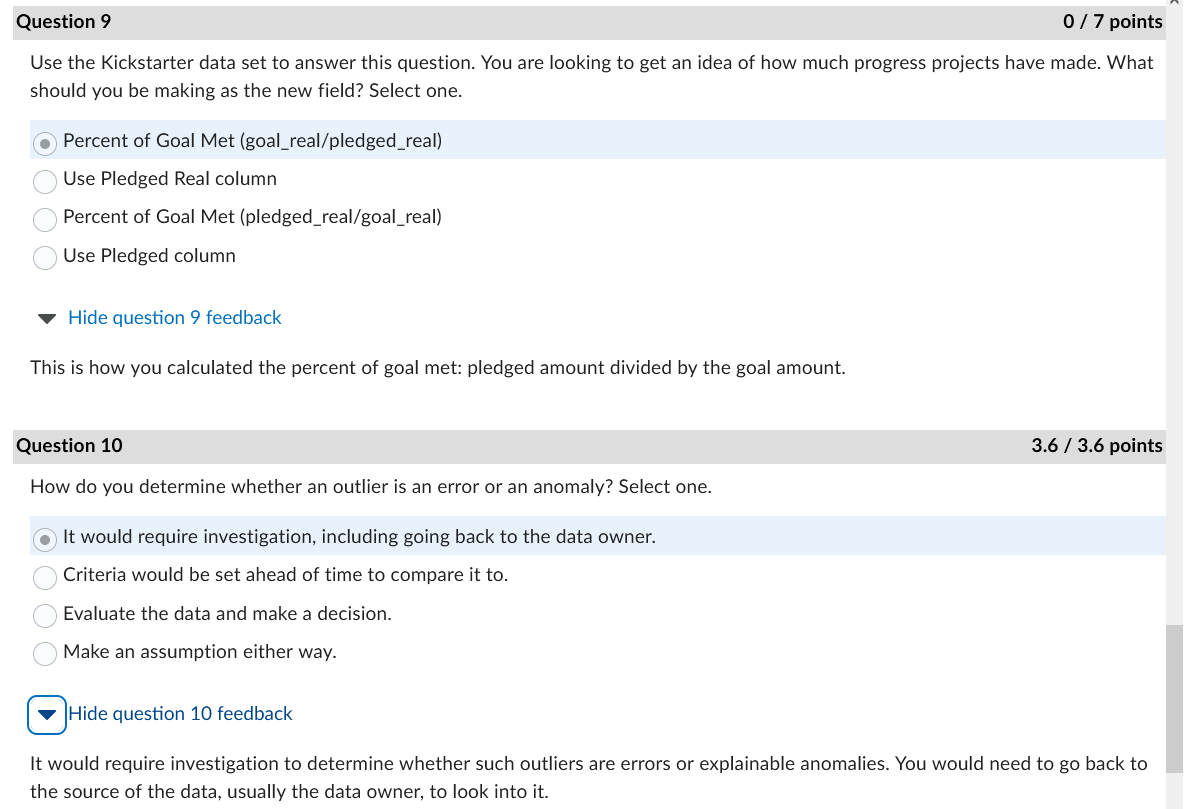 Question 9
0 / 7 points
Use the Kickstarter data set to answer this question. You are looking to get an idea of how much progress projects have made. What
should you be making as the new field? Select one.
Percent of Goal Met (goal_real/pledged_real)
Use Pledged Real column
Percent of Goal Met (pledged_real/goal_real)
Use Pledged column
Hide question 9 feedback
This is how you calculated the percent of goal met: pledged amount divided by the goal amount.
Question 10
3.6 / 3.6 points
How do you determine whether an outlier is an error or an anomaly? Select one.
It would require investigation, including going back to the data owner.
Criteria would be set ahead of time to compare it to.
Evaluate the data and make a decision.
Make an assumption either way.
Hide question 10 feedback
It would require investigation to determine whether such outliers are errors or explainable anomalies. You would need to go back to
the source of the data, usually the data owner, to look into it.